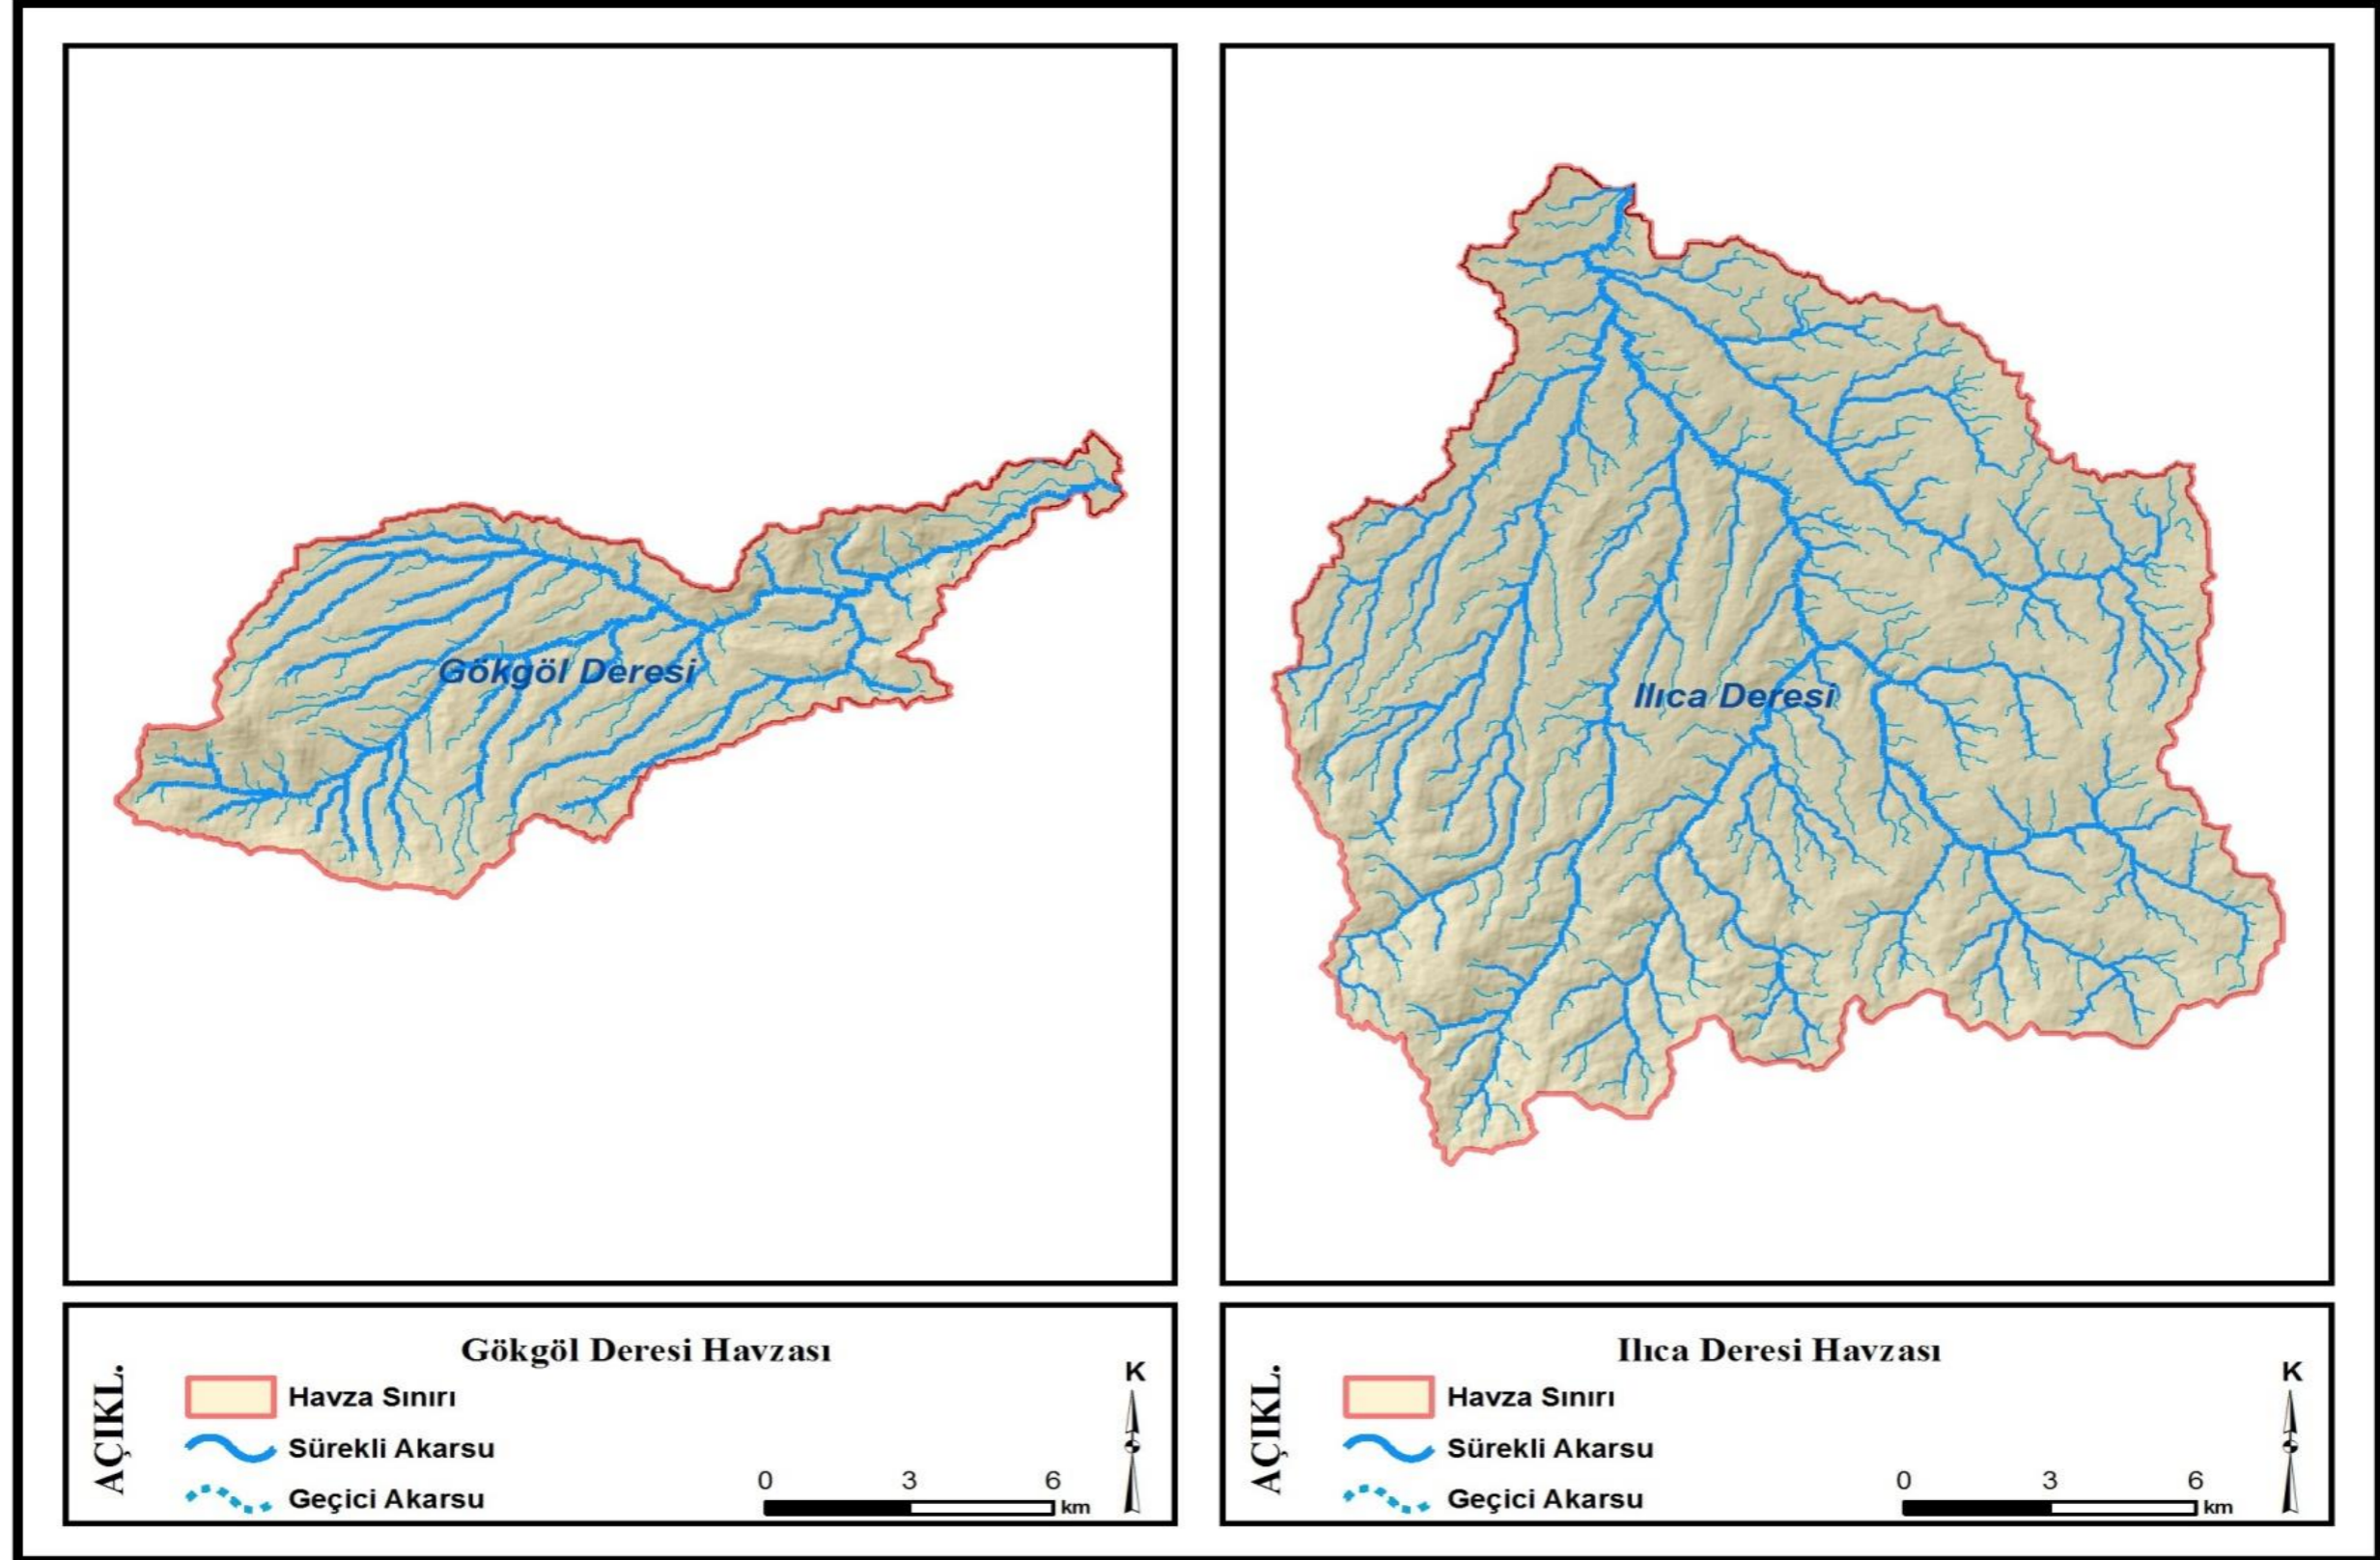 Gökgöl Deresi
Ilıca Deresi
Gökgöl Deresi Havzası
AÇIKL.
Havza Sınırı
Sürekli Akarsu
Geçici Akarsu
0 3 6
km
K
Ilıca Deresi Havzası
AÇIKL.
Havza Sınırı
Sürekli Akarsu
Geçici Akarsu
0 3 6
km
K